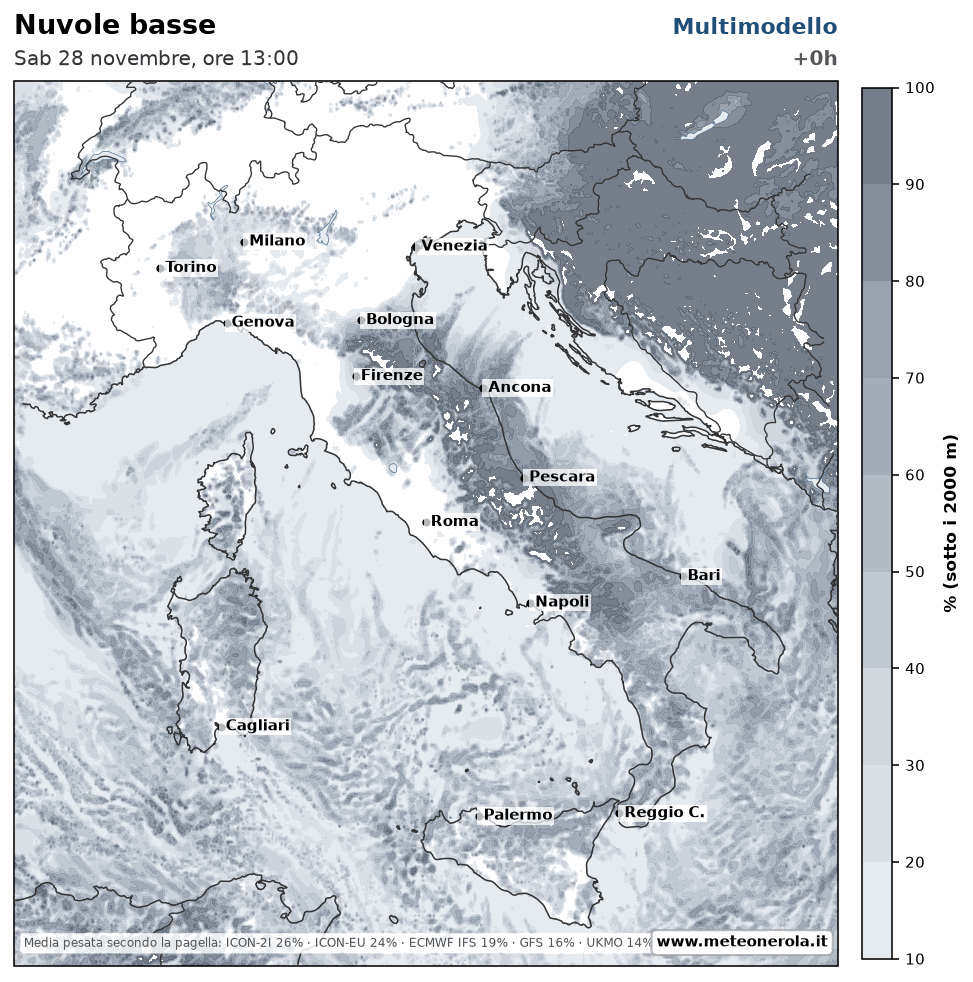 Nuvole basse
Multimodello
Sab 28 novembre, ore 13:00
+0h
100
90
80
70
60
50
40
30
20
10
% (sotto i 2000 m)
Milano
Venezia
Torino
Genova
Bologna
Firenze
Ancona
Pescara
Roma
Bari
Napoli
Cagliari
Palermo
Reggio C.
Media pesata secondo la pagella: ICON-2I 26% · ICON-EU 24% · ECMWF IFS 19% · GFS 16% · UKMO 14%
www.meteonerola.it